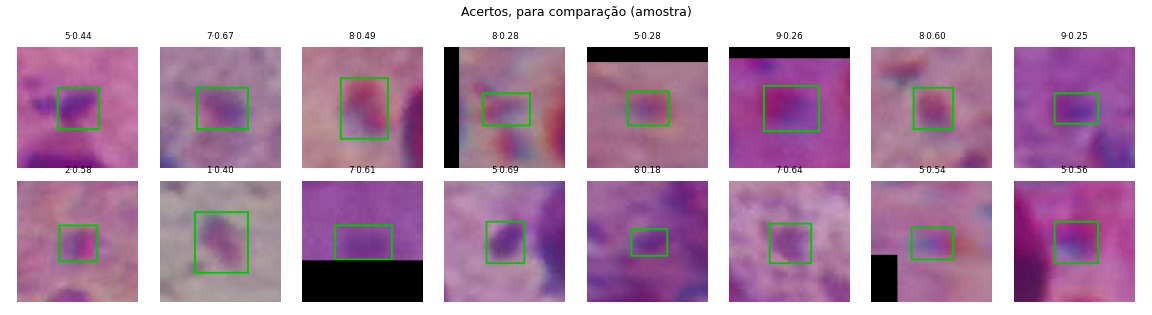 Acertos, para comparação (amostra)
5·0.44 7·0.67 8·0.49 8·0.28 5·0.28 9·0.26 8·0.60 9·0.25
2·0.58 1·0.40 7·0.61 5·0.69 8·0.18 7·0.64 5·0.54 5·0.56